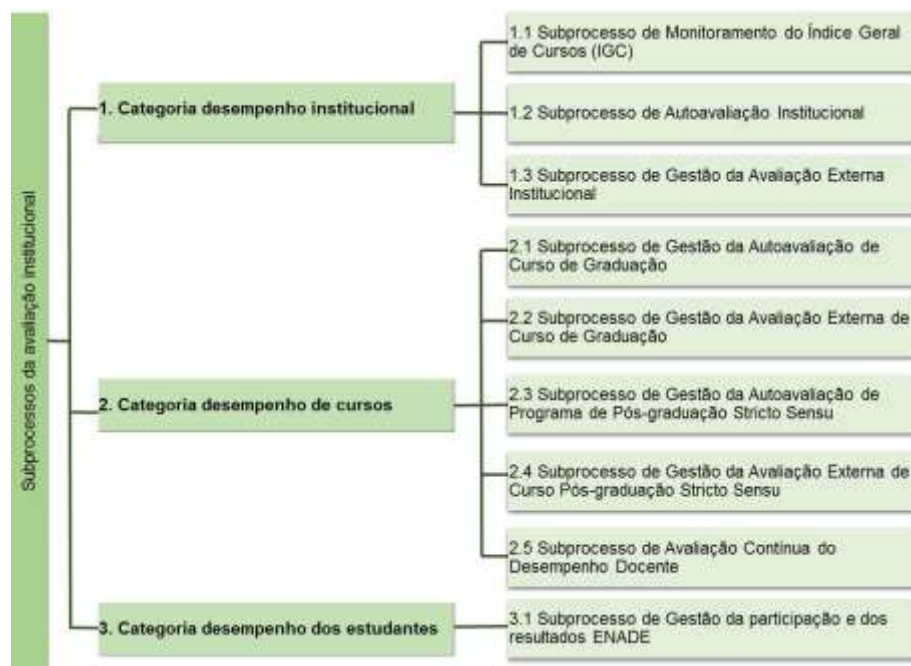 Subprocessos da avaliação institucional
1. Categoria desempenho institucional
1.1 Subprocesso de Monitoramento do Índice Geral
de Cursos (IGC)
1.2 Subprocesso de Autoavaliação Institucional
1.3 Subprocesso de Gestão da Avaliação Externa
Institucional
2. Categoria desempenho de cursos
2.1 Subprocesso de Gestão da Autoavaliação de
Curso de Graduação
2.2 Subprocesso de Gestão da Avaliação Externa de
Curso de Graduação
2.3 Subprocesso de Gestão da Autoavaliação de
Programa de Pós-graduação Stricto Sensu
2.4 Subprocesso de Gestão da Avaliação Externa de
Curso Pós-graduação Stricto Sensu
2.5 Subprocesso de Avaliação Contínua do
Desempenho Docente
3. Categoria desempenho dos estudantes
3.1 Subprocesso de Gestão da participação e dos
resultados ENADE